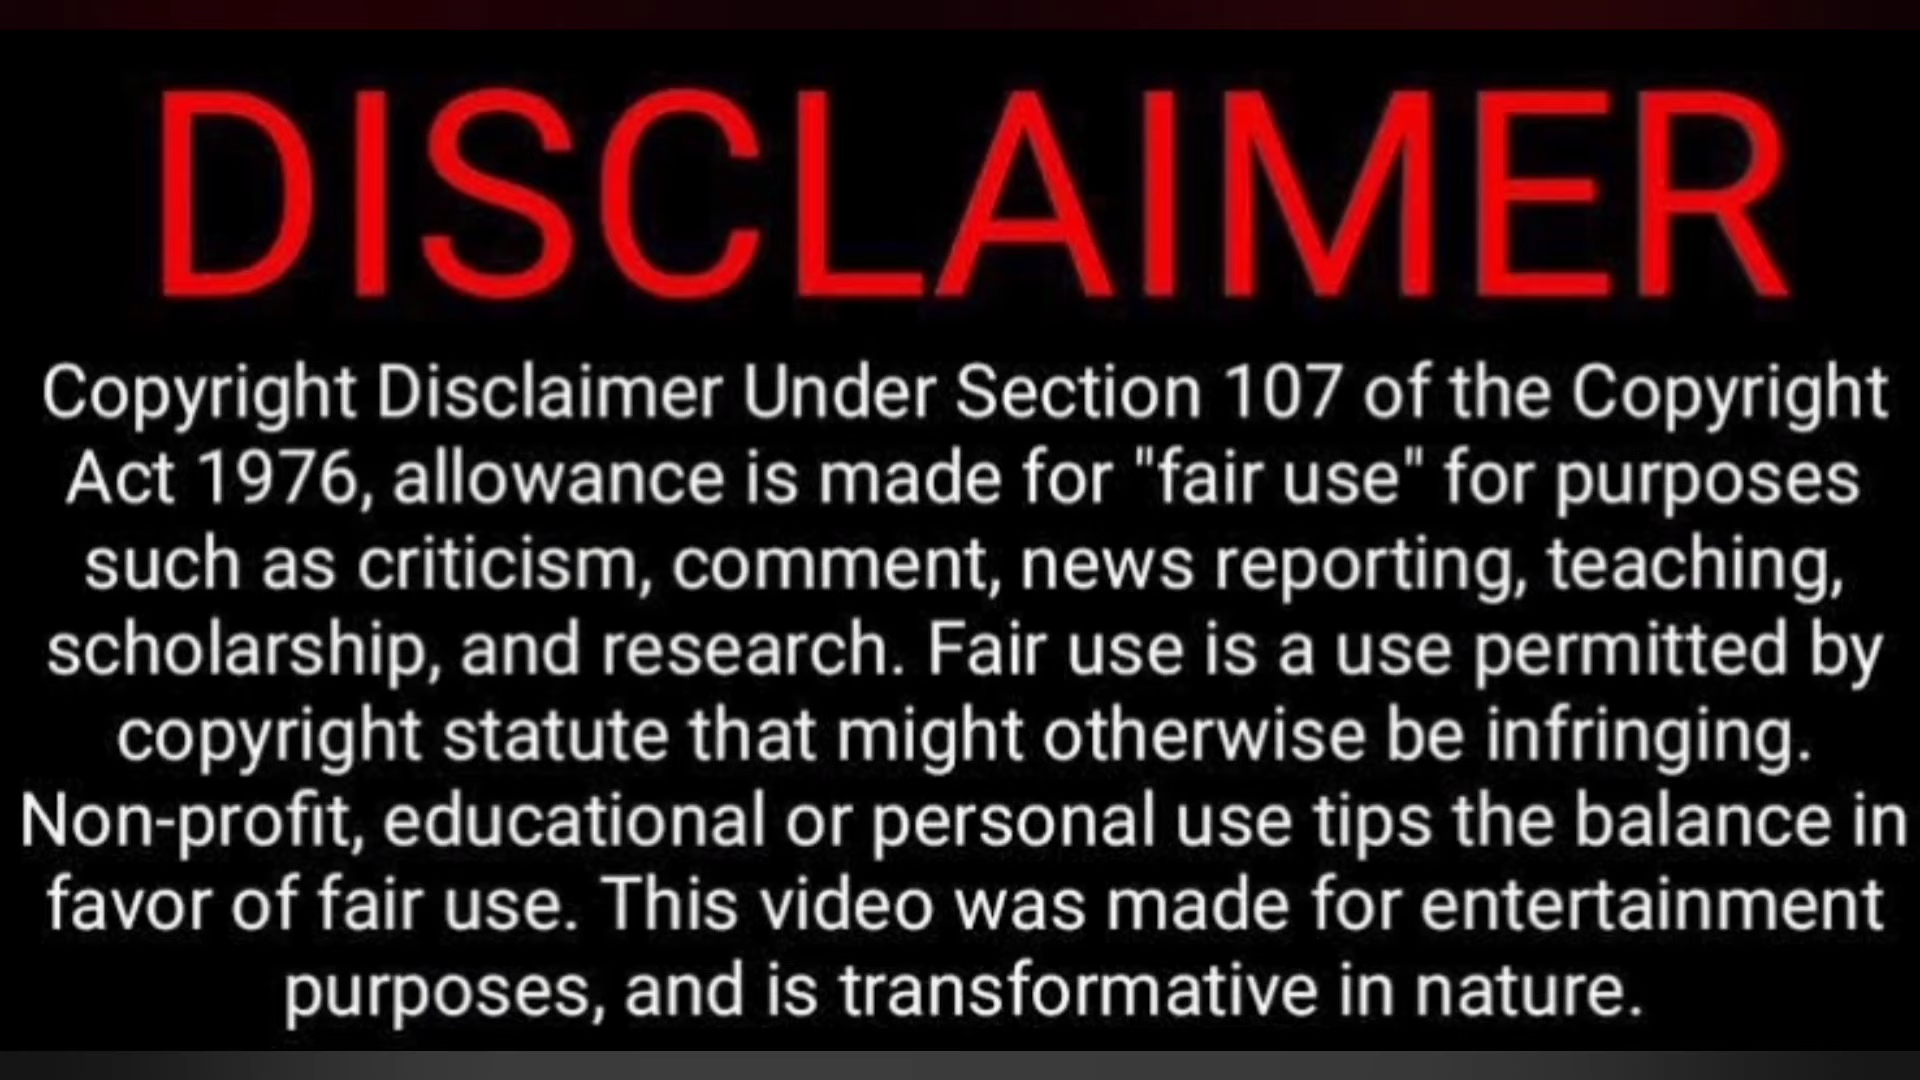 DISCLAIMER
Copyright Disclaimer Under Section 107 of the Copyright
Act 1976, allowance is made for "fair use" for purposes
such as criticism, comment, news reporting, teaching,
scholarship, and research. Fair use is a use permitted by
copyright statute that might otherwise be infringing.
Non-profit, educational or personal use tips the balance in
favor of fair use. This video was made for entertainment
purposes, and is transformative in nature.